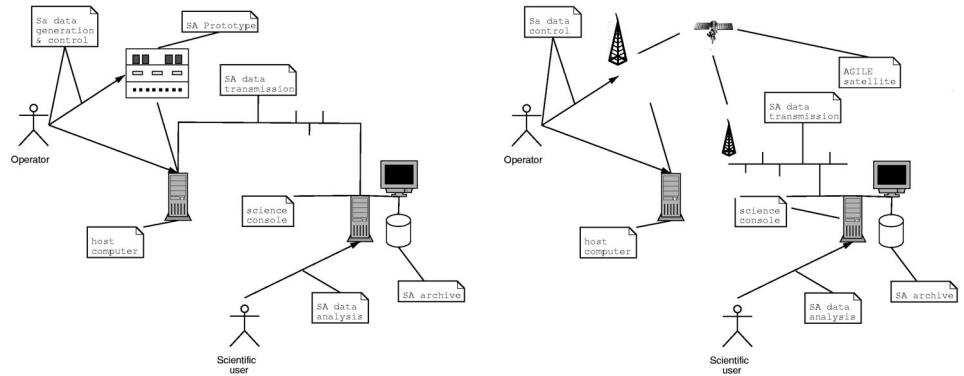 Sa data
generation
& control
SA Prototype
SA data
transmission
Operator
science
console
host
computer
SA data
analysis
SA archive
Scientific
user
Sa data
control
AGILE
satellite
SA data
transmission
Operator
science
console
host
computer
SA data
analysis
SA archive
Scientific
user